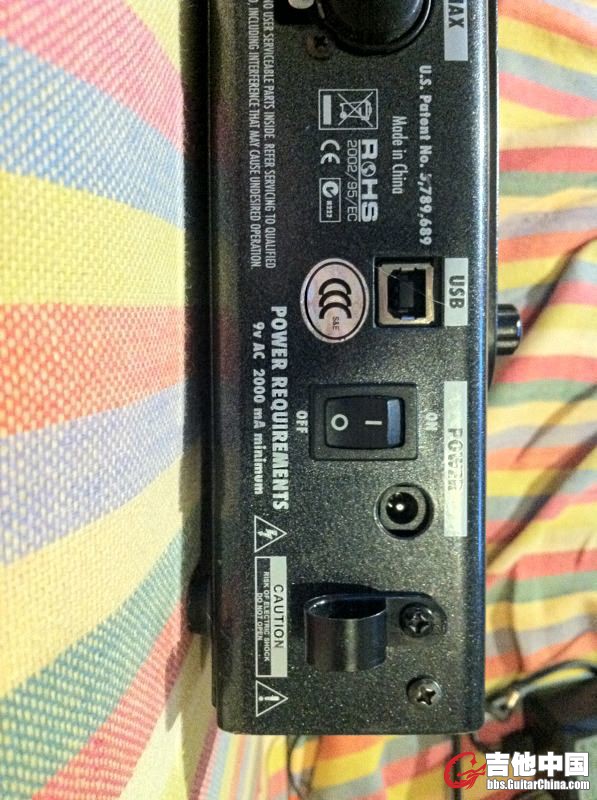 MAX
U.S. Patent No. 5,789,689
Made in China
RoHS
2002/95/EC
CE
N232
NO USER SERVICEABLE PARTS INSIDE. REFER SERVICING TO QUALIFIED
INCLUDING INTERFERENCE THAT MAY CAUSE UNDESIRED OPERATION.
USB
CCC
S&E
POWER
ON
OFF
I
O
POWER REQUIREMENTS
9v AC 2000 mA minimum
CAUTION
RISK OF ELECTRIC SHOCK
DO NOT OPEN
!
吉他中国
bbs.GuitarChina.com